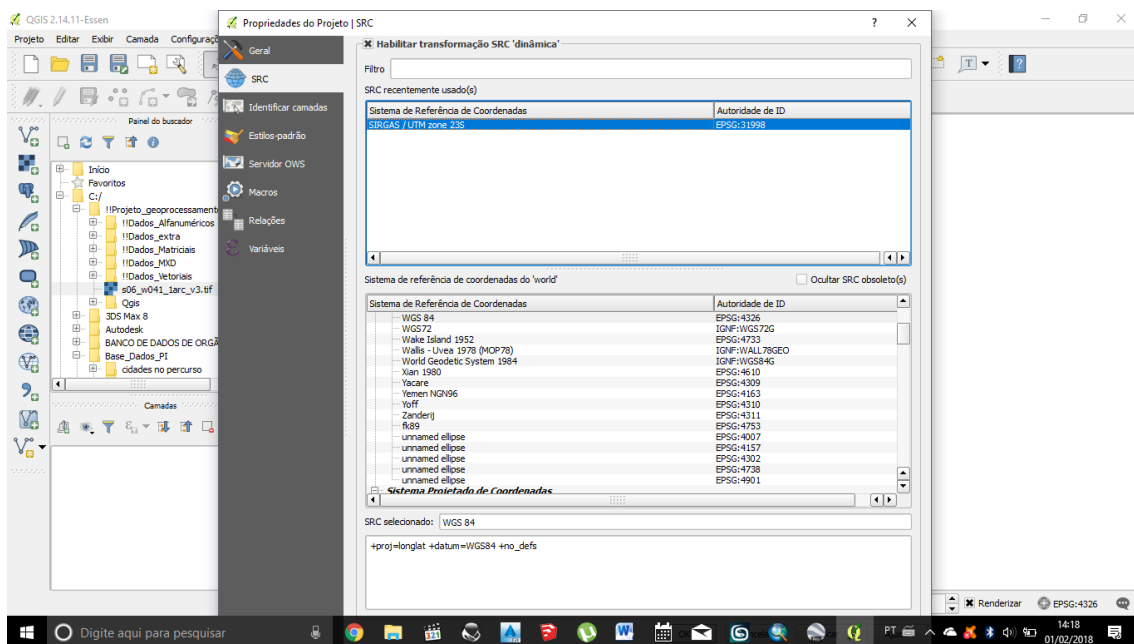 QGIS 2.14.11-Essen
Projeto Editar Exibir Camada
Propriedades do Projeto | SRC
?
Geral
SRC
Identificar camadas
Estilos-padrão
Servidor OWS
Macros
Relações
Variáveis
Habilitar transformação SRC 'dinâmica'
Filtro
SRC recentemente usado(s)
Sistema de Referência de Coordenadas Autoridade de ID
SIRGAS / UTM zone 23S EPSG:31998
Sistema de referência de coordenadas do 'world' Ocultar SRC obsoleto(s)
Sistema de Referência de Coordenadas Autoridade de ID
WGS 84 EPSG:4326
WGS72 IGNF:WGS72G
Wake Island 1952 EPSG:4733
Wallis - Uvea 1978 (MOP78) IGNF:WALL78GEO
World Geodetic System 1984 IGNF:WGS84G
Xian 1980 EPSG:4610
Yacare EPSG:4309
Yemen NGN96 EPSG:4163
Yoff EPSG:4310
Zanderij EPSG:4311
fk89 EPSG:4753
unnamed ellipse EPSG:4007
unnamed ellipse EPSG:4157
unnamed ellipse EPSG:4302
unnamed ellipse EPSG:4738
unnamed ellipse EPSG:4901
Sistema Projetado de Coordenadas
SRC selecionado: WGS 84
+proj=longlat +datum=WGS84 +no_defs
Painel do buscador
Início
Favoritos
C:/
!!Projeto_geoprocessament
!!Dados_Alfanuméricos
!!Dados_extra
!!Dados_Matriciais
!!Dados_MXD
!!Dados_Vetoriais
s06_w041_1arc_v3.tif
Qgis
3DS Max 8
Autodesk
BANCO DE DADOS DE ORGÃ
Base_Dados_PI
cidades no percurso
Camadas
Renderizar EPSG:4326
Digite aqui para pesquisar
321
PT
14:18
01/02/2018